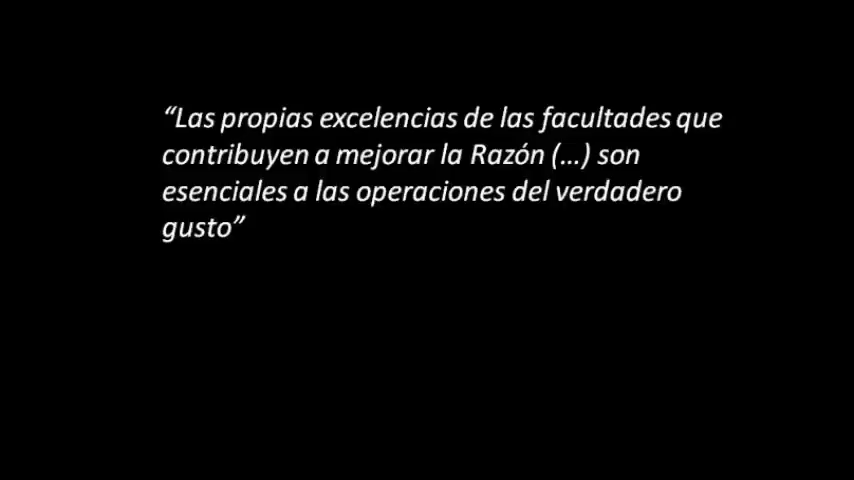 “Las propias excelencias de las facultades que
contribuyen a mejorar la Razón (…) son
esenciales a las operaciones del verdadero
gusto”